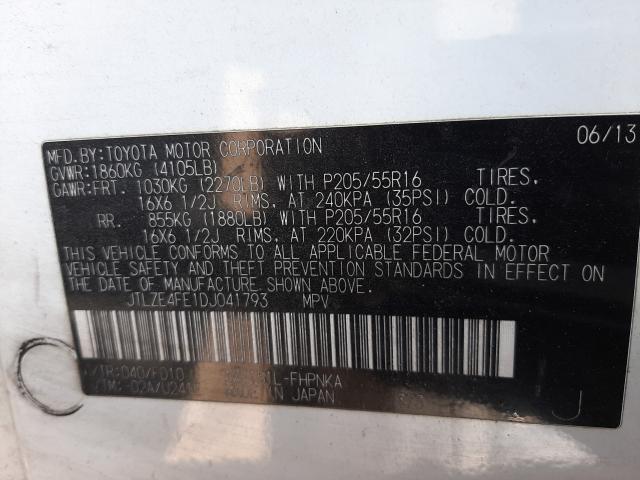 06/13
MFD.BY:TOYOTA MOTOR CORPORATION
GVWR:1860KG (4105LB)
GAWR:FRT. 1030KG (2270LB) WITH P205/55R16 TIRES,
16X6 1/2J RIMS, AT 240KPA (35PSI) COLD.
RR. 855KG (1880LB) WITH P205/55R16 TIRES,
16X6 1/2J RIMS, AT 220KPA (32PSI) COLD.
THIS VEHICLE CONFORMS TO ALL APPLICABLE FEDERAL MOTOR
VEHICLE SAFETY AND THEFT PREVENTION STANDARDS IN EFFECT ON
THE DATE OF MANUFACTURE SHOWN ABOVE.
JTLZE4FE1DJ041793 MPV
/TR:040/FD10
IN JAPAN J